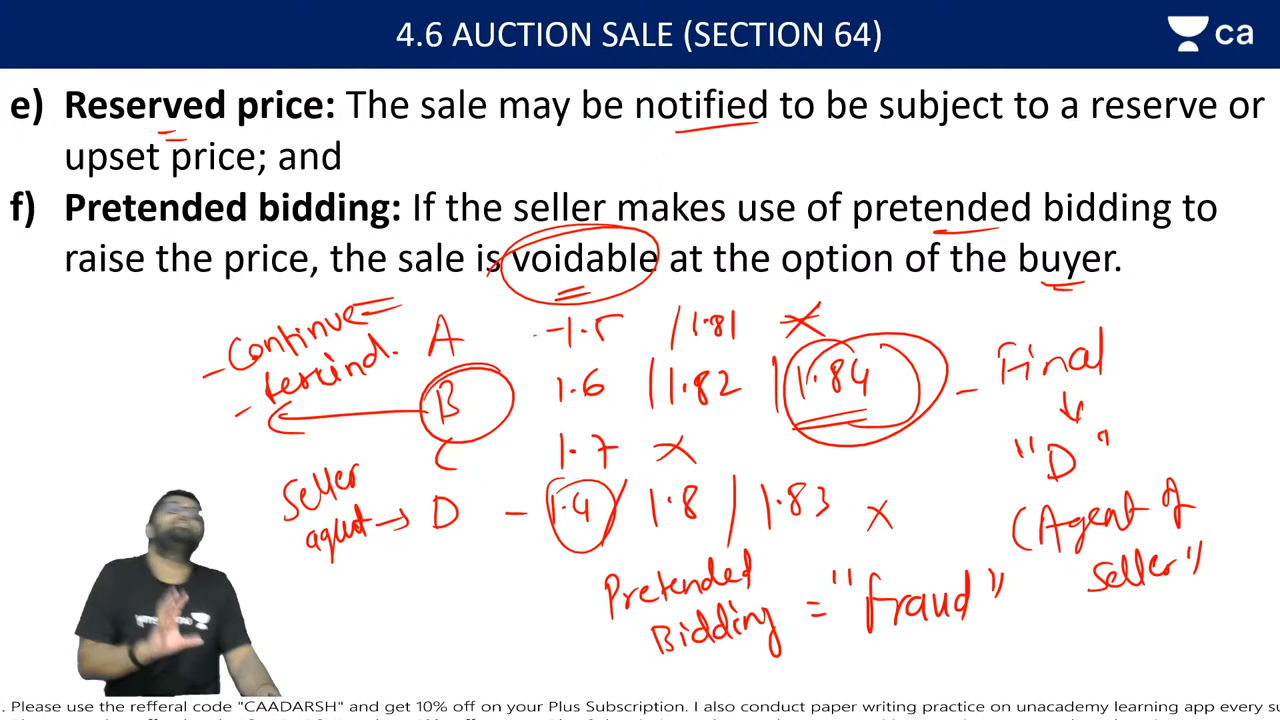 4.6 AUCTION SALE (SECTION 64)
ca
e) Reserved price: The sale may be notified to be subject to a reserve or
upset price; and
f) Pretended bidding: If the seller makes use of pretended bidding to
raise the price, the sale is voidable at the option of the buyer.
- Continue
- rescind.
A -1.5 / 1.81 ×
B 1.6 / 1.82 / 1.84 - Final
C 1.7 ×
"D"
Seller
agent → D - 1.4 / 1.8 / 1.83 ×
(Agent of
Seller"
Pretended
Bidding = "fraud"
. Please use the refferal code "CAADARSH" and get 10% off on your Plus Subscription. I also conduct paper writing practice on unacademy learning app every su